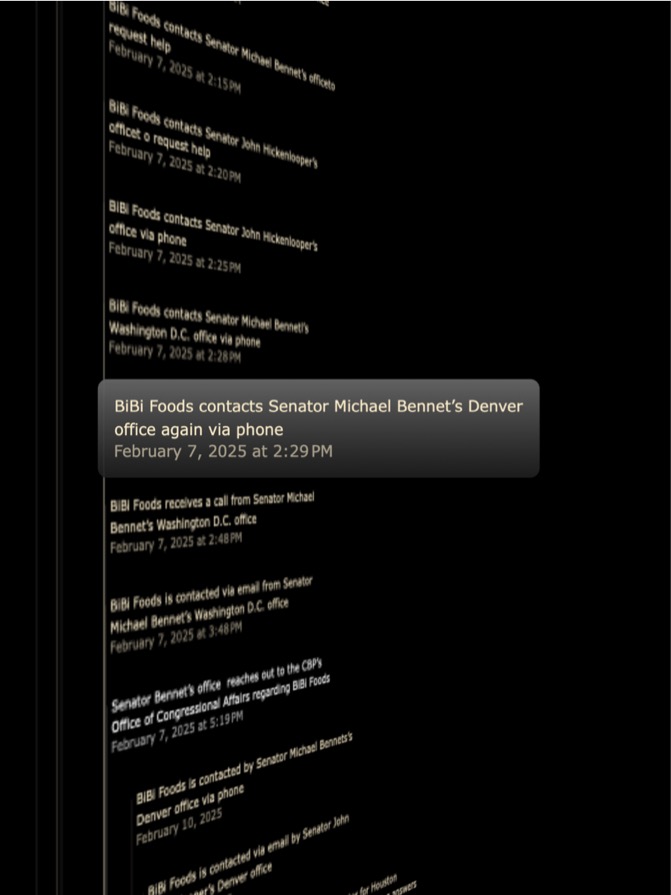 BiBi Foods contacts Senator Michael Bennet's officeto
request help
February 7, 2025 at 2:15PM
BiBi Foods contacts Senator John Hickenlooper's
officet o request help
February 7, 2025 at 2:20PM
BiBi Foods contacts Senator John Hickenlooper's
office via phone
February 7, 2025 at 2:25PM
BiBi Foods contacts Senator Michael Bennett's
Washington D.C. office via phone
February 7, 2025 at 2:28PM
BiBi Foods contacts Senator Michael Bennet’s Denver
office again via phone
February 7, 2025 at 2:29PM
BiBi Foods receives a call from Senator Michael
Bennet's Washington D.C. office
February 7, 2025 at 2:48PM
BiBi Foods is contacted via email from Senator
Michael Bennet's Washington D.C. office
February 7, 2025 at 3:48PM
Senator Bennet's office reaches out to the CBP's
Office of Congressional Affairs regarding BiBi Foods
February 7, 2025 at 5:19PM
BiBi Foods is contacted by Senator Michael Bennets's
Denver office via phone
February 10, 2025
BiBi Foods is contacted via email by Senator John
Denver office
for Houston
answers